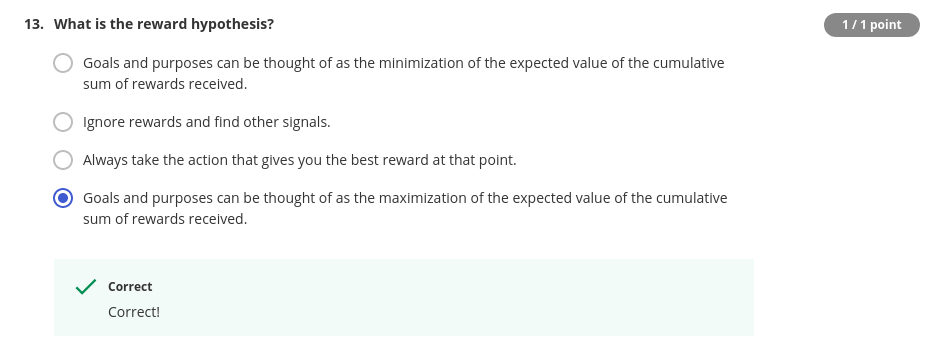 13. What is the reward hypothesis?
1 / 1 point
Goals and purposes can be thought of as the minimization of the expected value of the cumulative
sum of rewards received.
Ignore rewards and find other signals.
Always take the action that gives you the best reward at that point.
Goals and purposes can be thought of as the maximization of the expected value of the cumulative
sum of rewards received.
Correct
Correct!